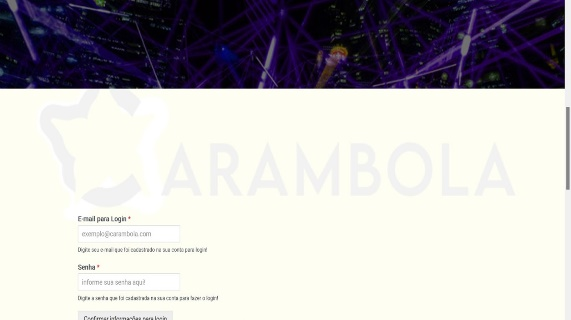 CARAMBOLA
E-mail para Login *
exemplo@carambola.com
Digite seu e-mail que foi cadastrado na sua conta para login!
Senha *
informe sua senha aqui!
Digite a senha que foi cadastrada na sua conta para fazer o login!
Confirmar informações para login